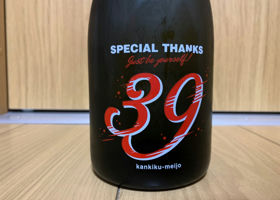 SPECIAL THANKS
Just be yourself!
39
kankiku-meijo